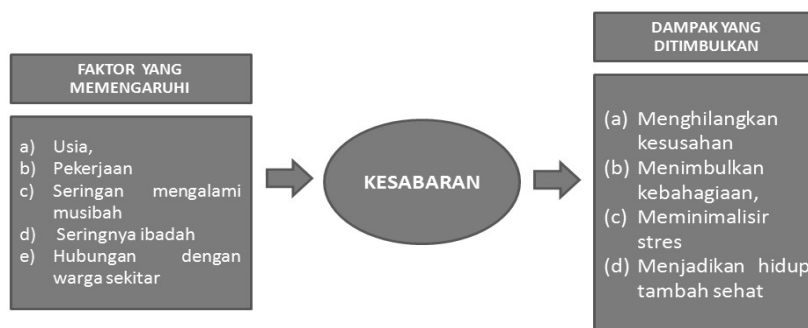 FAKTOR YANG
MEMENGARUHI
a) Usia,
b) Pekerjaan
c) Seringan mengalami
musibah
d) Seringnya ibadah
e) Hubungan dengan
warga sekitar
KESABARAN
DAMPAK YANG
DITIMBULKAN
(a) Menghilangkan
kesusahan
(b) Menimbulkan
kebahagiaan,
(c) Meminimalisir
stres
(d) Menjadikan hidup
tambah sehat